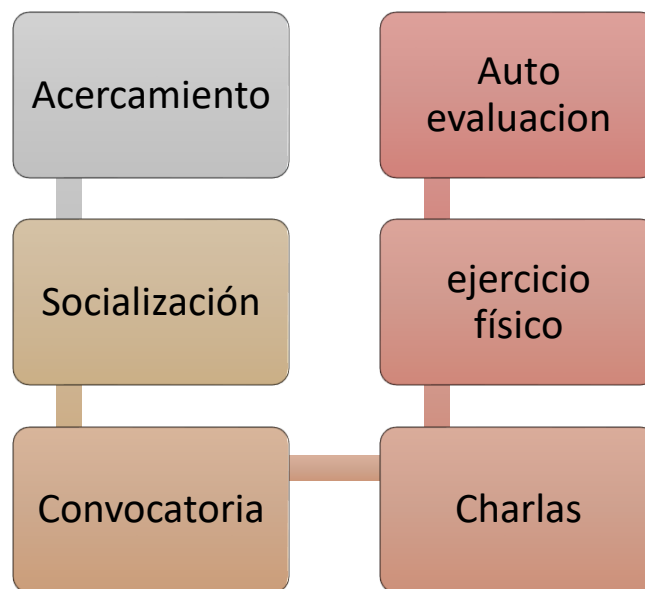 Acercamiento
Socialización
Convocatoria
Charlas
ejercicio
físico
Auto
evaluacion